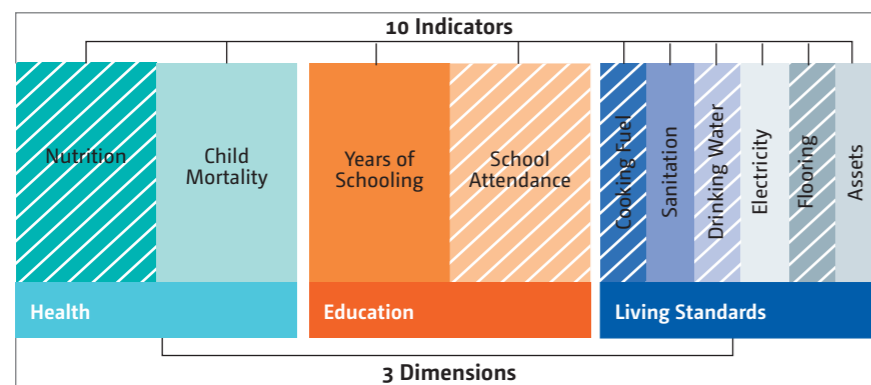 10 Indicators
Nutrition
Child
Mortality
Years of
Schooling
School
Attendance
Cooking Fuel
Sanitation
Drinking Water
Electricity
Flooring
Assets
Health
Education
Living Standards
3 Dimensions